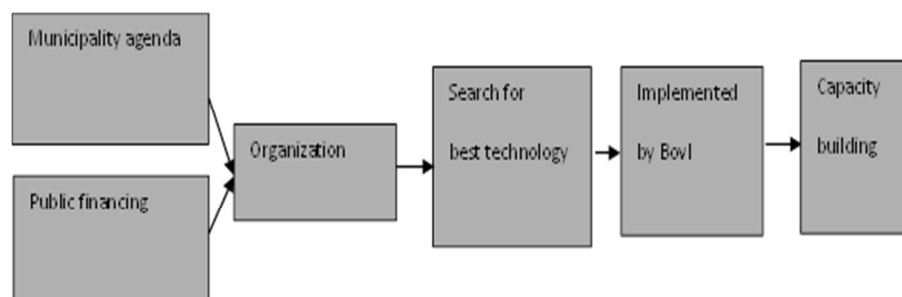 Municipality agenda
Public financing
Organization
Search for
best technology
Implemented
by BovI
Capacity
building